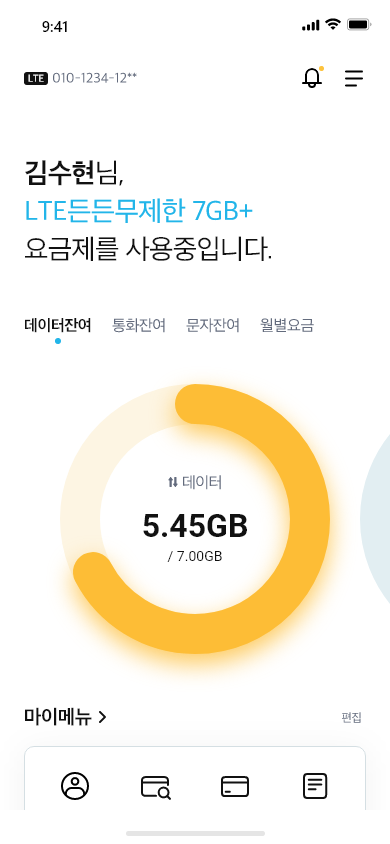 9:41
LTE 010-1234-12**
김수현님,
LTE든든무제한 7GB+
요금제를 사용중입니다.
데이터잔여 통화잔여 문자잔여 월별요금
데이터
5.45GB
/ 7.00GB
마이메뉴 편집